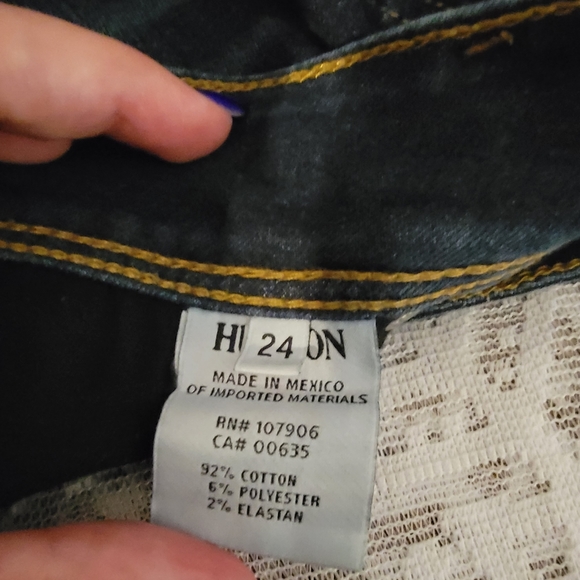 24
MADE IN MEXICO
OF IMPORTED MATERIALS
RN# 107906
CA# 00635
92% COTTON
6% POLYESTER
2% ELASTAN